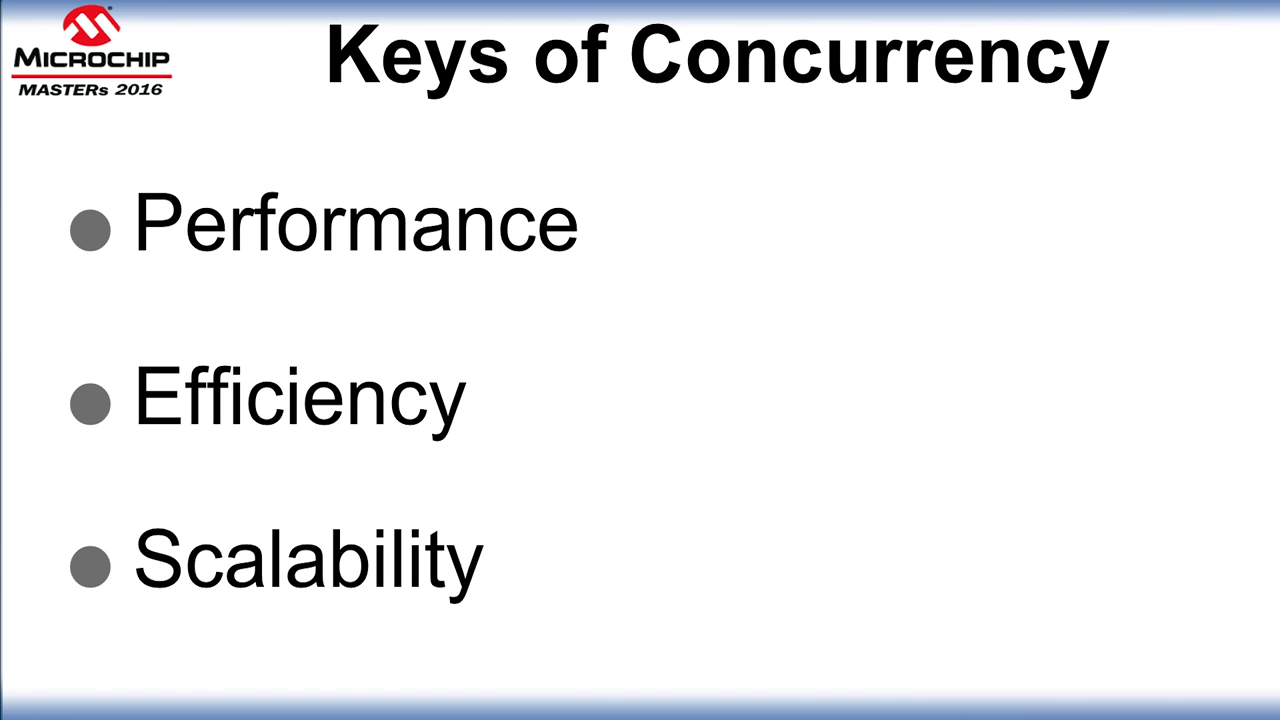 MICROCHIP
MASTERs 2016
Keys of Concurrency
Performance
Efficiency
Scalability